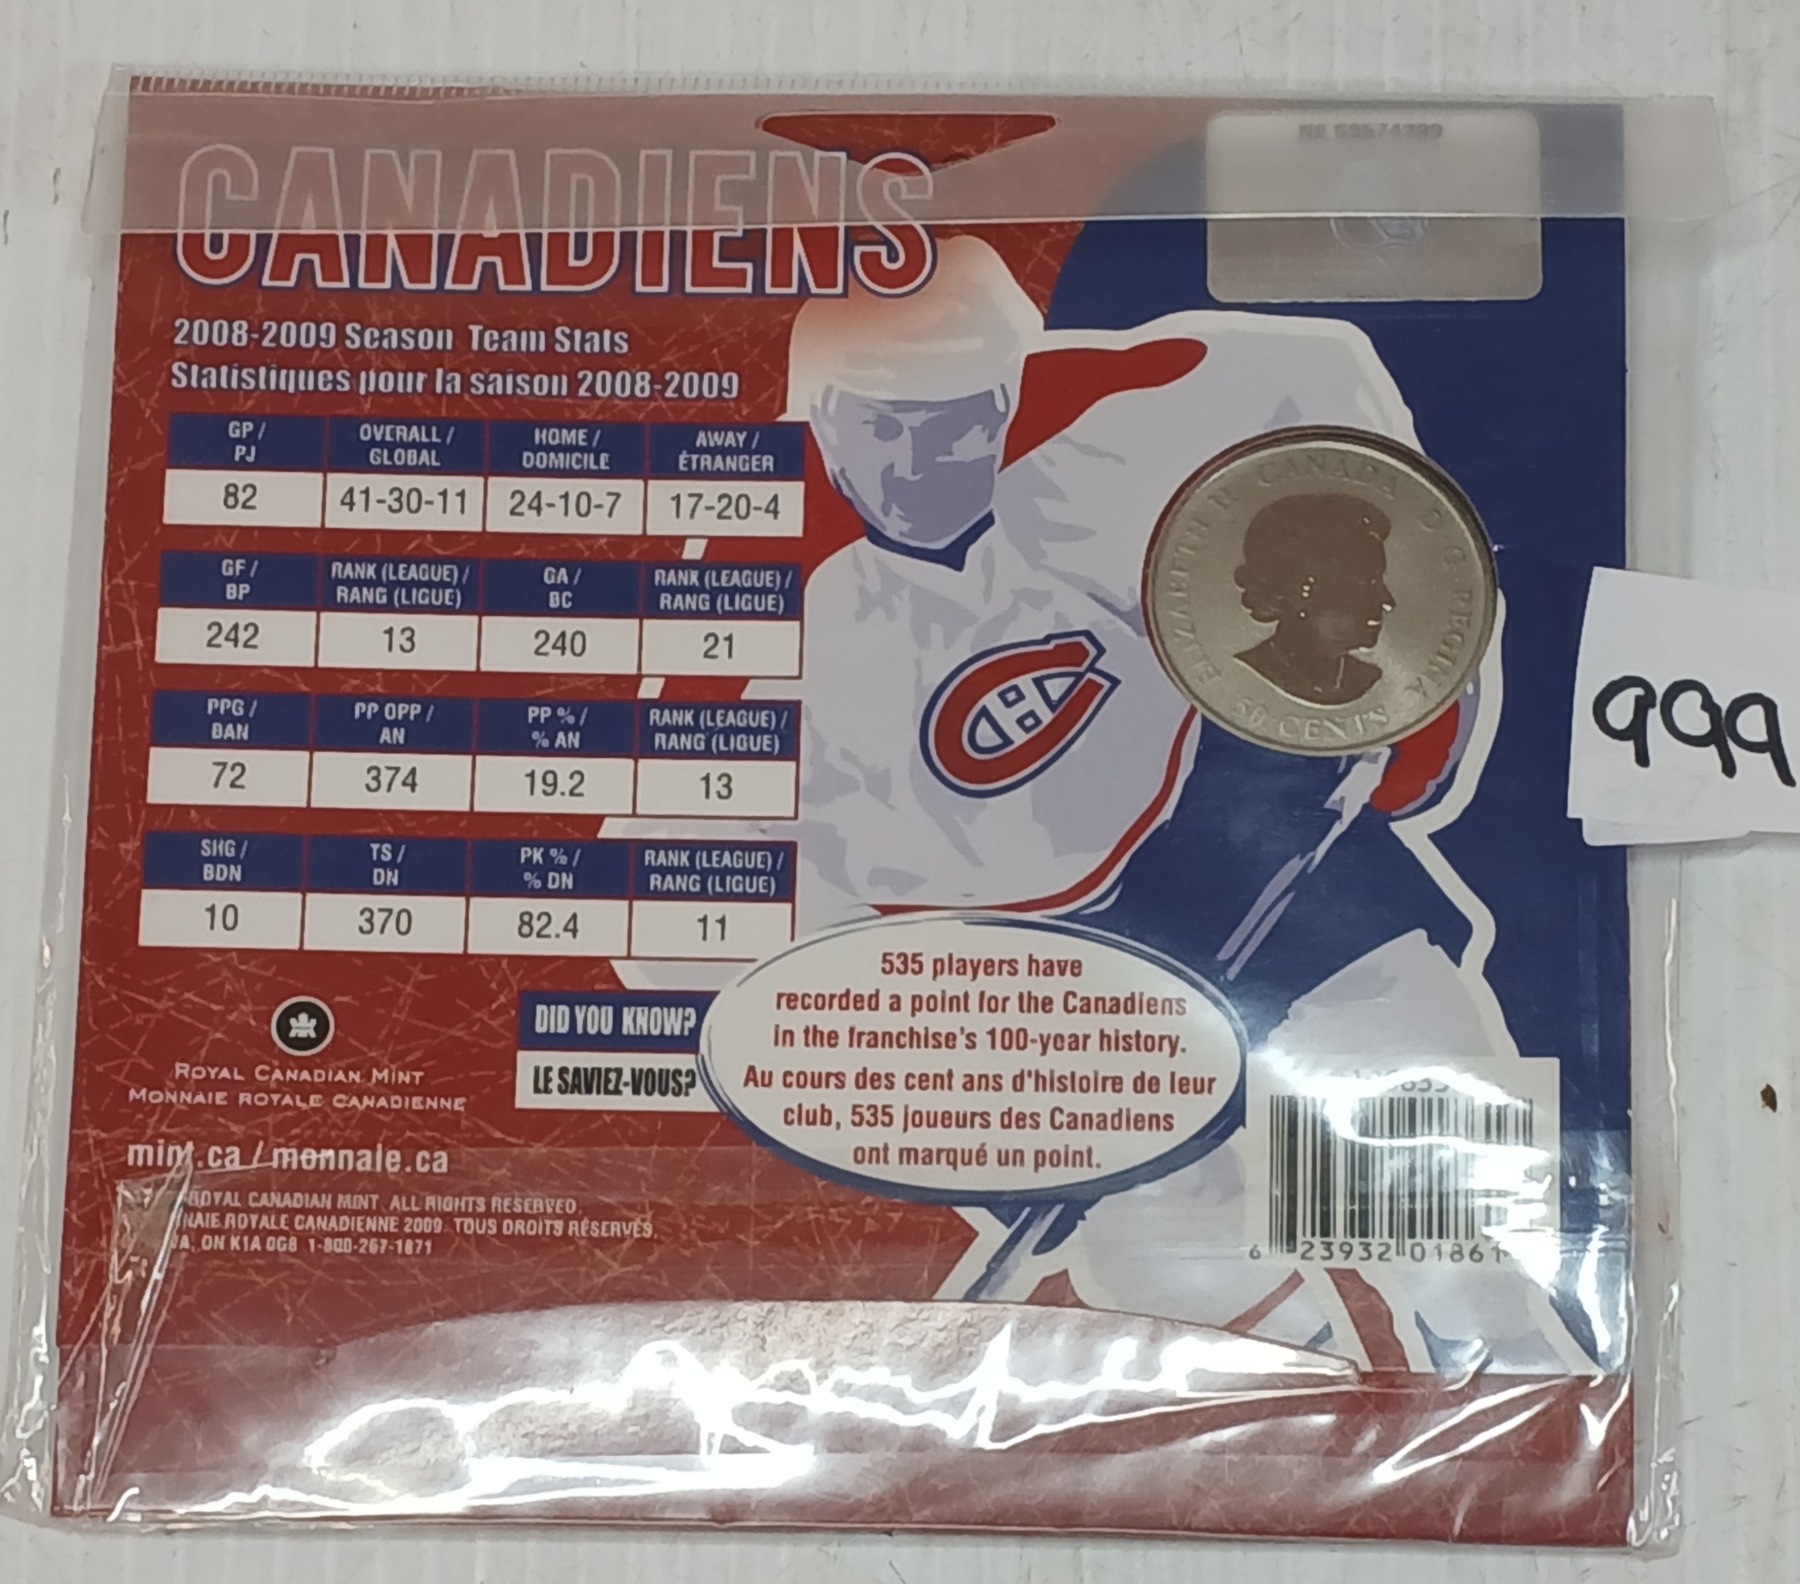 CANADIENS
2008-2009 Season Team Stats
Statistiques pour la saison 2008-2009
GP / PJ OVERALL / GLOBAL HOME / DOMICILE AWAY / ÉTRANGER
82 41-30-11 24-10-7 17-20-4
GF / BP RANK (LEAGUE) / RANG (LIGUE) GA / BC RANK (LEAGUE) / RANG (LIGUE)
242 13 240 21
PPG / BAN PP OPP / AN PP % / % AN RANK (LEAGUE) / RANG (LIGUE)
72 374 19.2 13
SHG / BDN TS / DN PK % / % DN RANK (LEAGUE) / RANG (LIGUE)
10 370 82.4 11
ELIZABETH II CANADA D·G·REGINA
50 CENTS
999
DID YOU KNOW?
LE SAVIEZ-VOUS?
535 players have
recorded a point for the Canadiens
in the franchise's 100-year history.
Au cours des cent ans d'histoire de leur
club, 535 joueurs des Canadiens
ont marqué un point.
ROYAL CANADIAN MINT
MONNAIE ROYALE CANADIENNE
mint.ca / monnaie.ca
ROYAL CANADIAN MINT. ALL RIGHTS RESERVED.
NAIE ROYALE CANADIENNE 2009. TOUS DROITS RÉSERVÉS.
A, ON K1A 0G8 1-800-267-1871
6 23932 01861